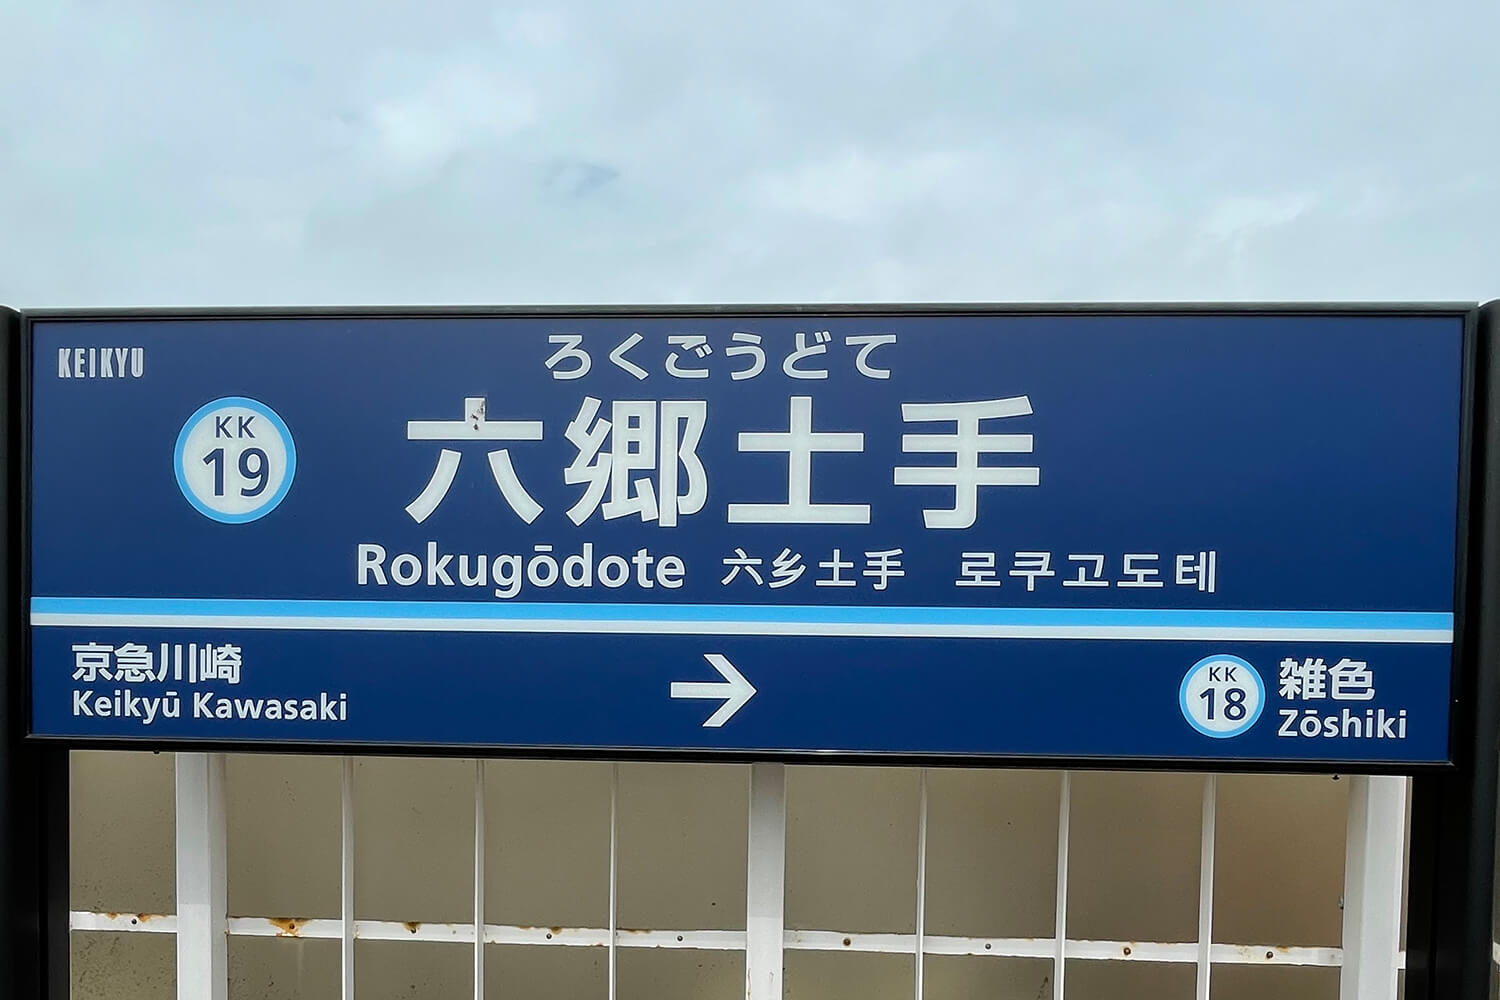 KEIKYU
ろくごうどて
KK
19
六郷土手
Rokugōdote 六乡土手 로쿠고도테
京急川崎
Keikyū Kawasaki
→
KK
18
雑色
Zōshiki